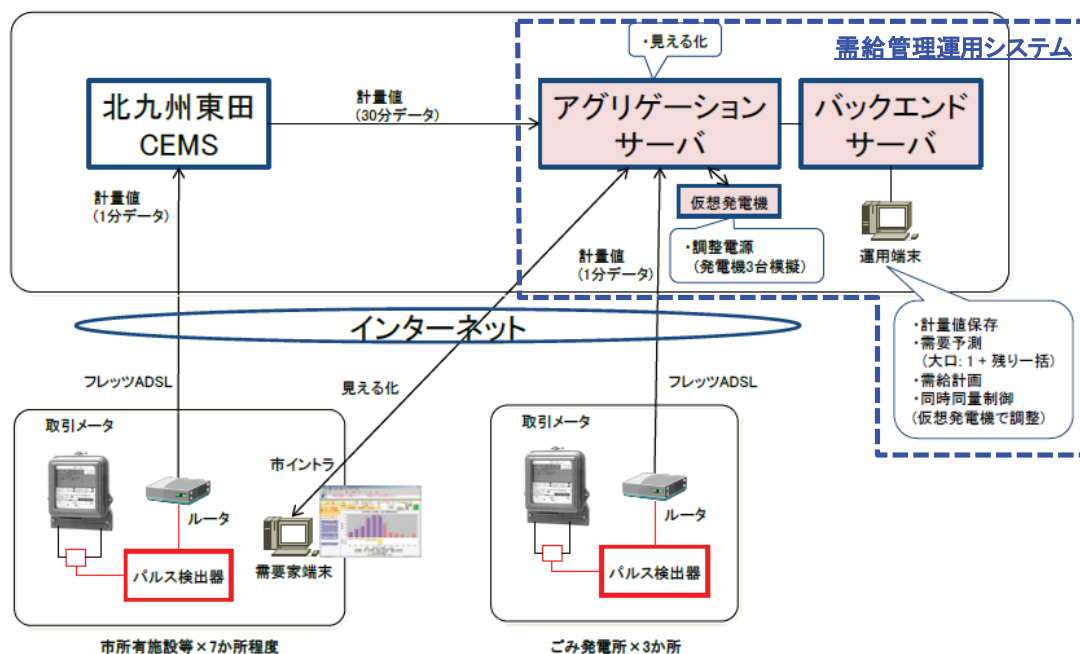 ・見える化
需給管理運用システム
北九州東田
CEMS
計量値
(30分データ)
アグリゲーション
サーバ
バックエンド
サーバ
計量値
(1分データ)
仮想発電機
・調整電源
(発電機3台模擬)
計量値
(1分データ)
運用端末
・計量値保存
・需要予測
(大口：1 + 残り一括)
・需給計画
・同時同量制御
(仮想発電機で調整)
インターネット
フレッツADSL
見える化
フレッツADSL
取引メータ
市イントラ
ルータ
パルス検出器
需要家端末
取引メータ
ルータ
パルス検出器
市所有施設等×7か所程度
ごみ発電所×3か所